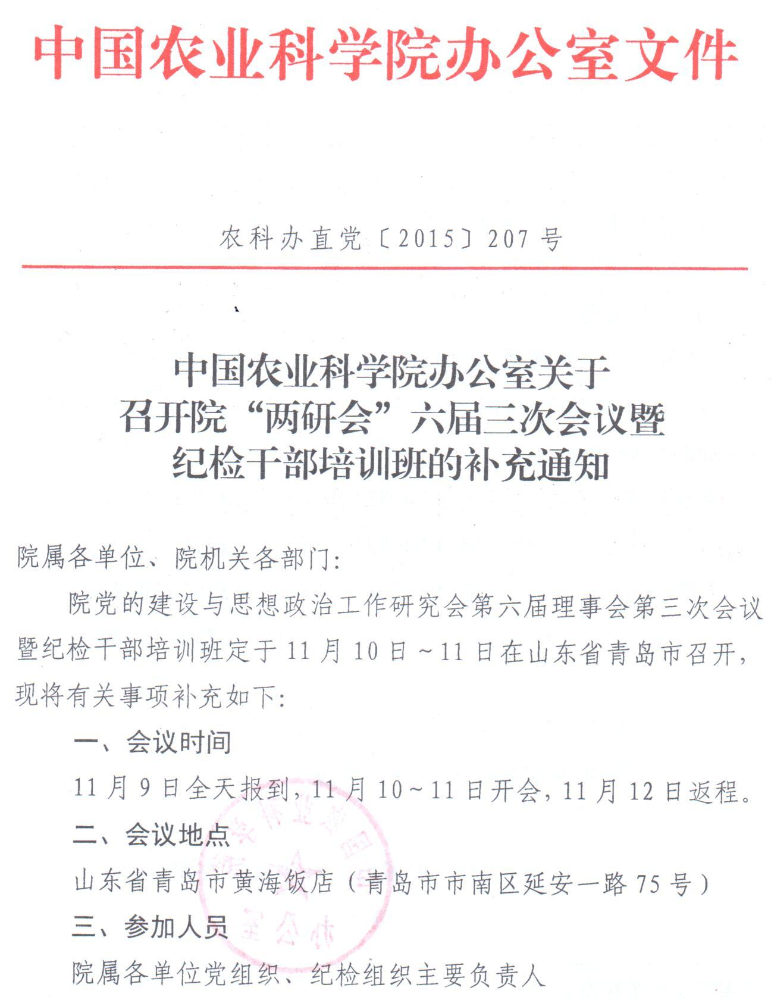 中国农业科学院办公室文件
农科办直党〔2015〕207号
中国农业科学院办公室关于
召开院“两研会”六届三次会议暨
纪检干部培训班的补充通知
院属各单位、院机关各部门:
院党的建设与思想政治工作研究会第六届理事会第三次会议
暨纪检干部培训班定于11月10日~11日在山东省青岛市召开,
现将有关事项补充如下:
一、会议时间
11月9日全天报到,11月10~11日开会,11月12日返程。
二、会议地点
山东省青岛市黄海饭店(青岛市市南区延安一路75号)
三、参加人员
院属各单位党组织、纪检组织主要负责人